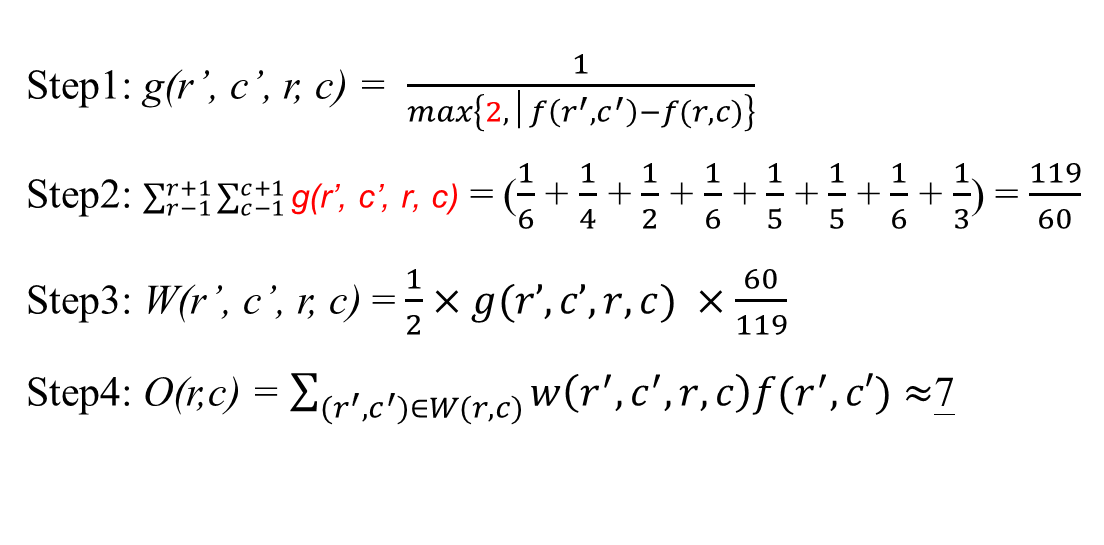 Step1: g(r’, c’, r, c) = 1 / max{2,|f(r′,c′)−f(r,c)}
Step2: ∑_{r−1}^{r+1}∑_{c−1}^{c+1} g(r’, c’, r, c) = (1/6 + 1/4 + 1/2 + 1/6 + 1/5 + 1/5 + 1/6 + 1/3) = 119/60
Step3: W(r’, c’, r, c) = 1/2 × g(r’,c’,r,c) × 60/119
Step4: O(r,c) = ∑_{(r′,c′)∈W(r,c)} w(r′,c′,r,c)f(r′,c′) ≈7